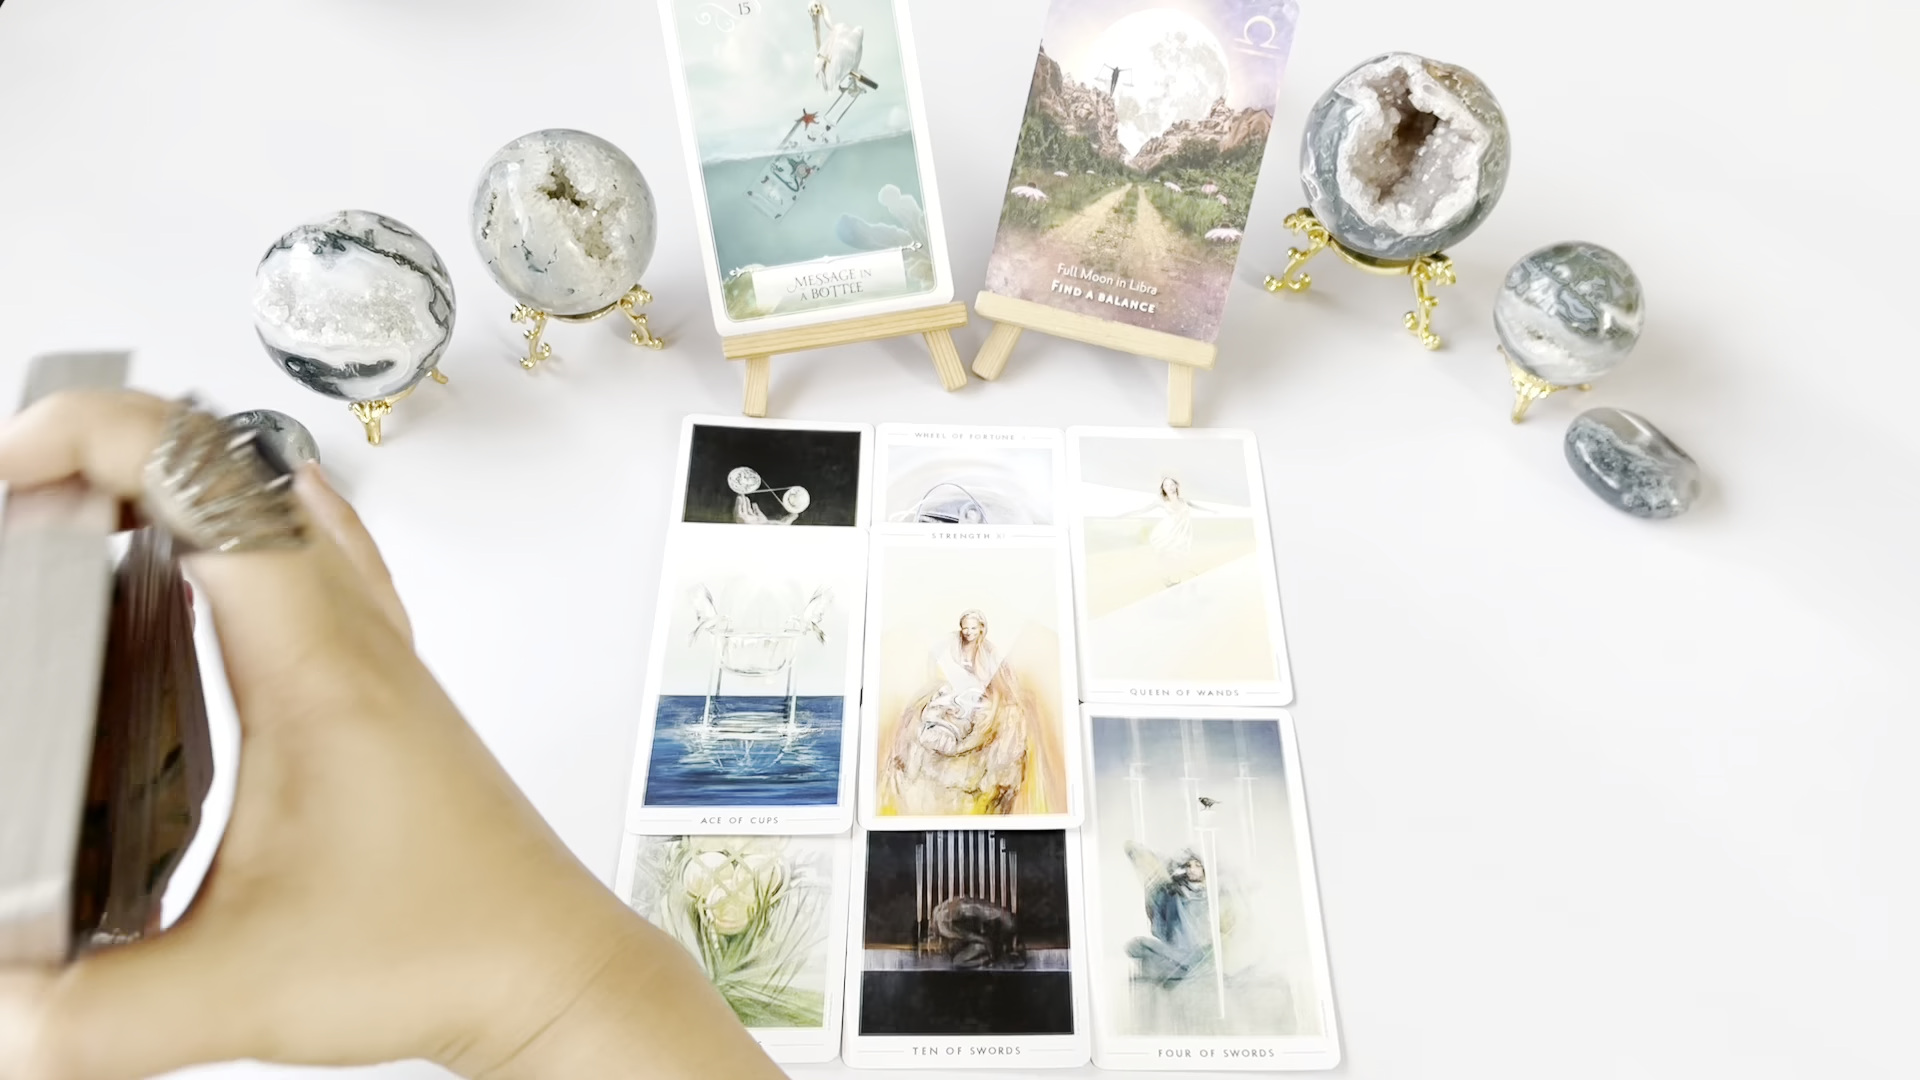 15
MESSAGE IN
A BOTTLE
Full Moon in Libra
FIND A BALANCE
WHEEL OF FORTUNE
STRENGTH XI
QUEEN OF WANDS
ACE OF CUPS
TEN OF SWORDS
FOUR OF SWORDS